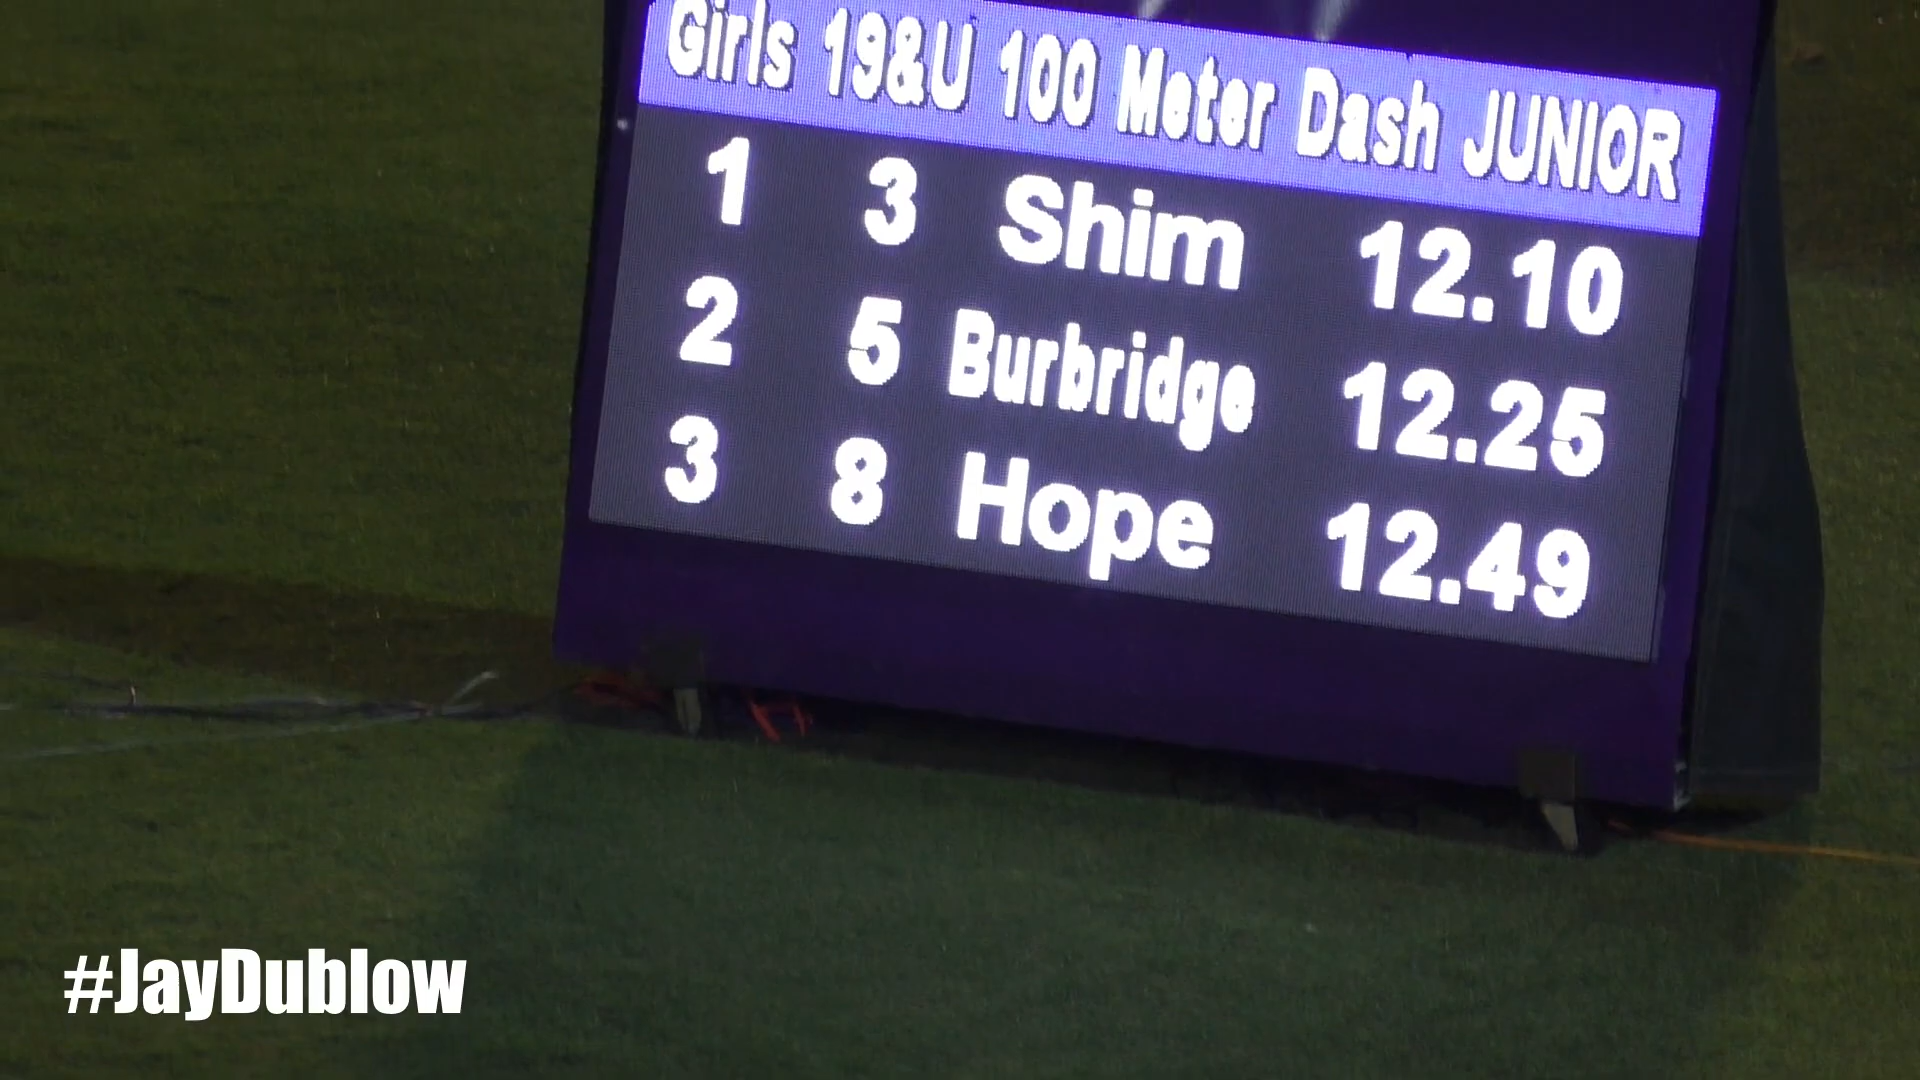 Girls 19&U 100 Meter Dash JUNIOR
1 3 Shim 12.10
2 5 Burbridge 12.25
3 8 Hope 12.49
#JayDublow